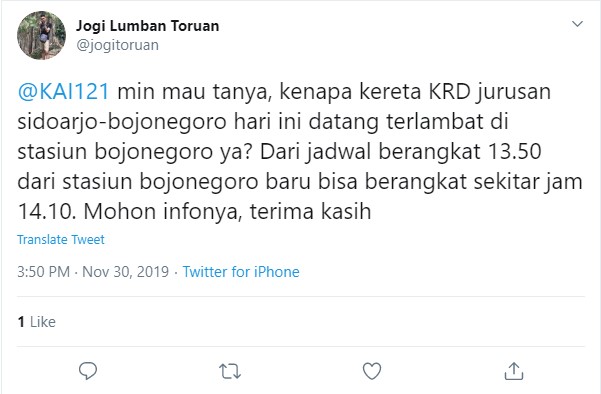 Jogi Lumban Toruan
@jogitoruan
@KAI121 min mau tanya, kenapa kereta KRD jurusan
sidoarjo-bojonegoro hari ini datang terlambat di
stasiun bojonegoro ya? Dari jadwal berangkat 13.50
dari stasiun bojonegoro baru bisa berangkat sekitar jam
14.10. Mohon infonya, terima kasih
Translate Tweet
3:50 PM · Nov 30, 2019 · Twitter for iPhone
1 Like